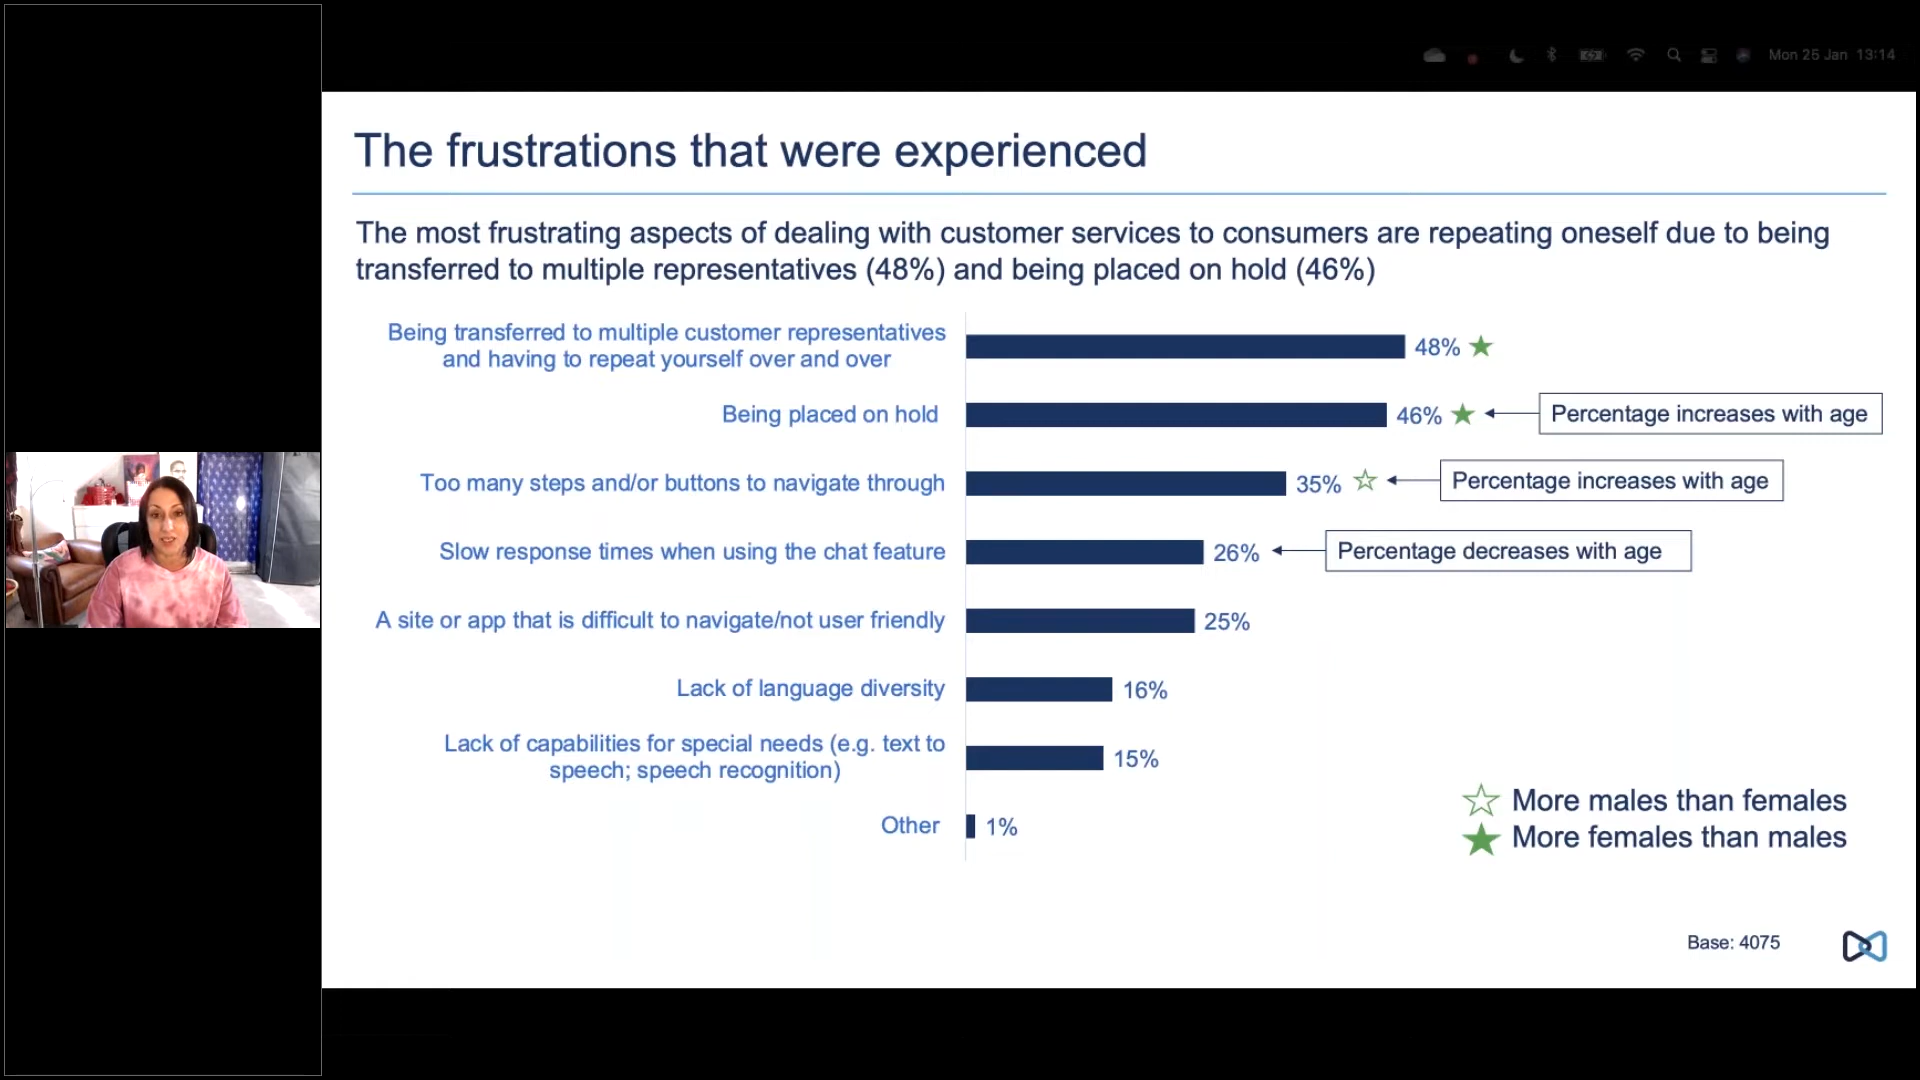 Mon 25 Jan 13:14
The frustrations that were experienced
The most frustrating aspects of dealing with customer services to consumers are repeating oneself due to being
transferred to multiple representatives (48%) and being placed on hold (46%)
Being transferred to multiple customer representatives
and having to repeat yourself over and over
48%
Being placed on hold
46%
Percentage increases with age
Too many steps and/or buttons to navigate through
35%
Percentage increases with age
Slow response times when using the chat feature
26%
Percentage decreases with age
A site or app that is difficult to navigate/not user friendly
25%
Lack of language diversity
16%
Lack of capabilities for special needs (e.g. text to
speech; speech recognition)
15%
Other
1%
More males than females
More females than males
Base: 4075